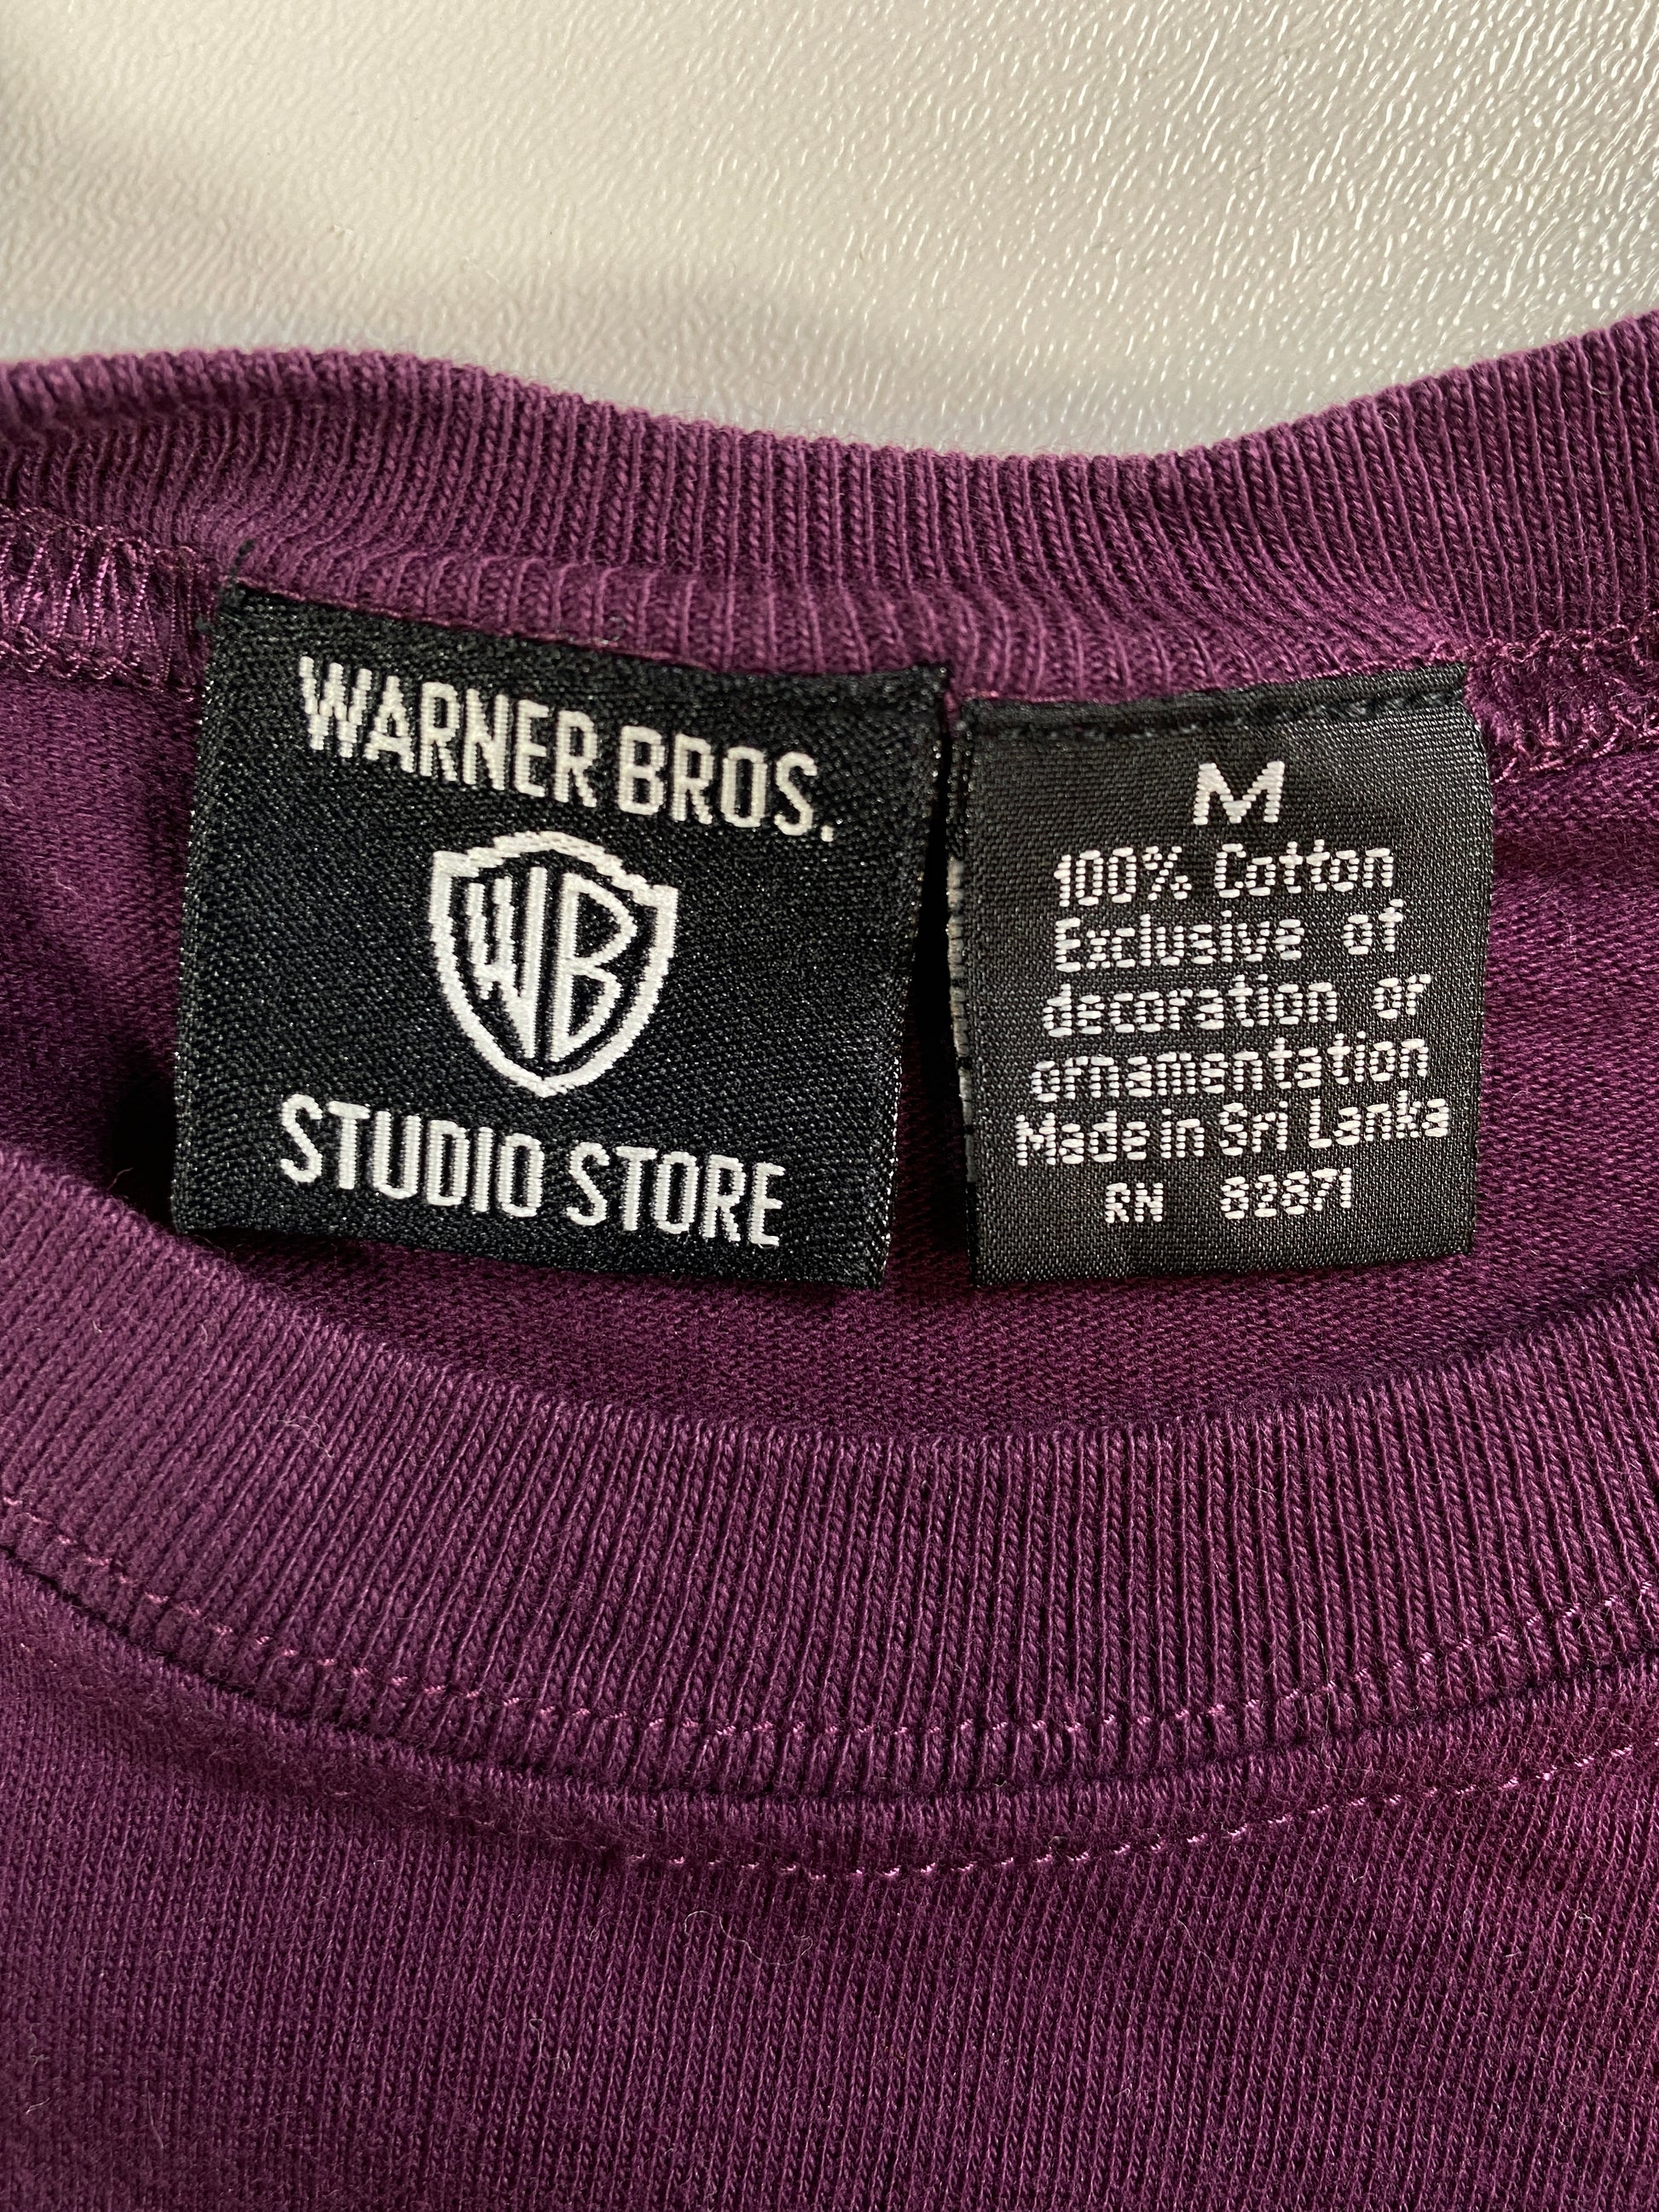 WARNER BROS.
WB
STUDIO STORE
M
100% Cotton
Exclusive of
decoration or
ornamentation
Made in Sri Lanka
RN 82871